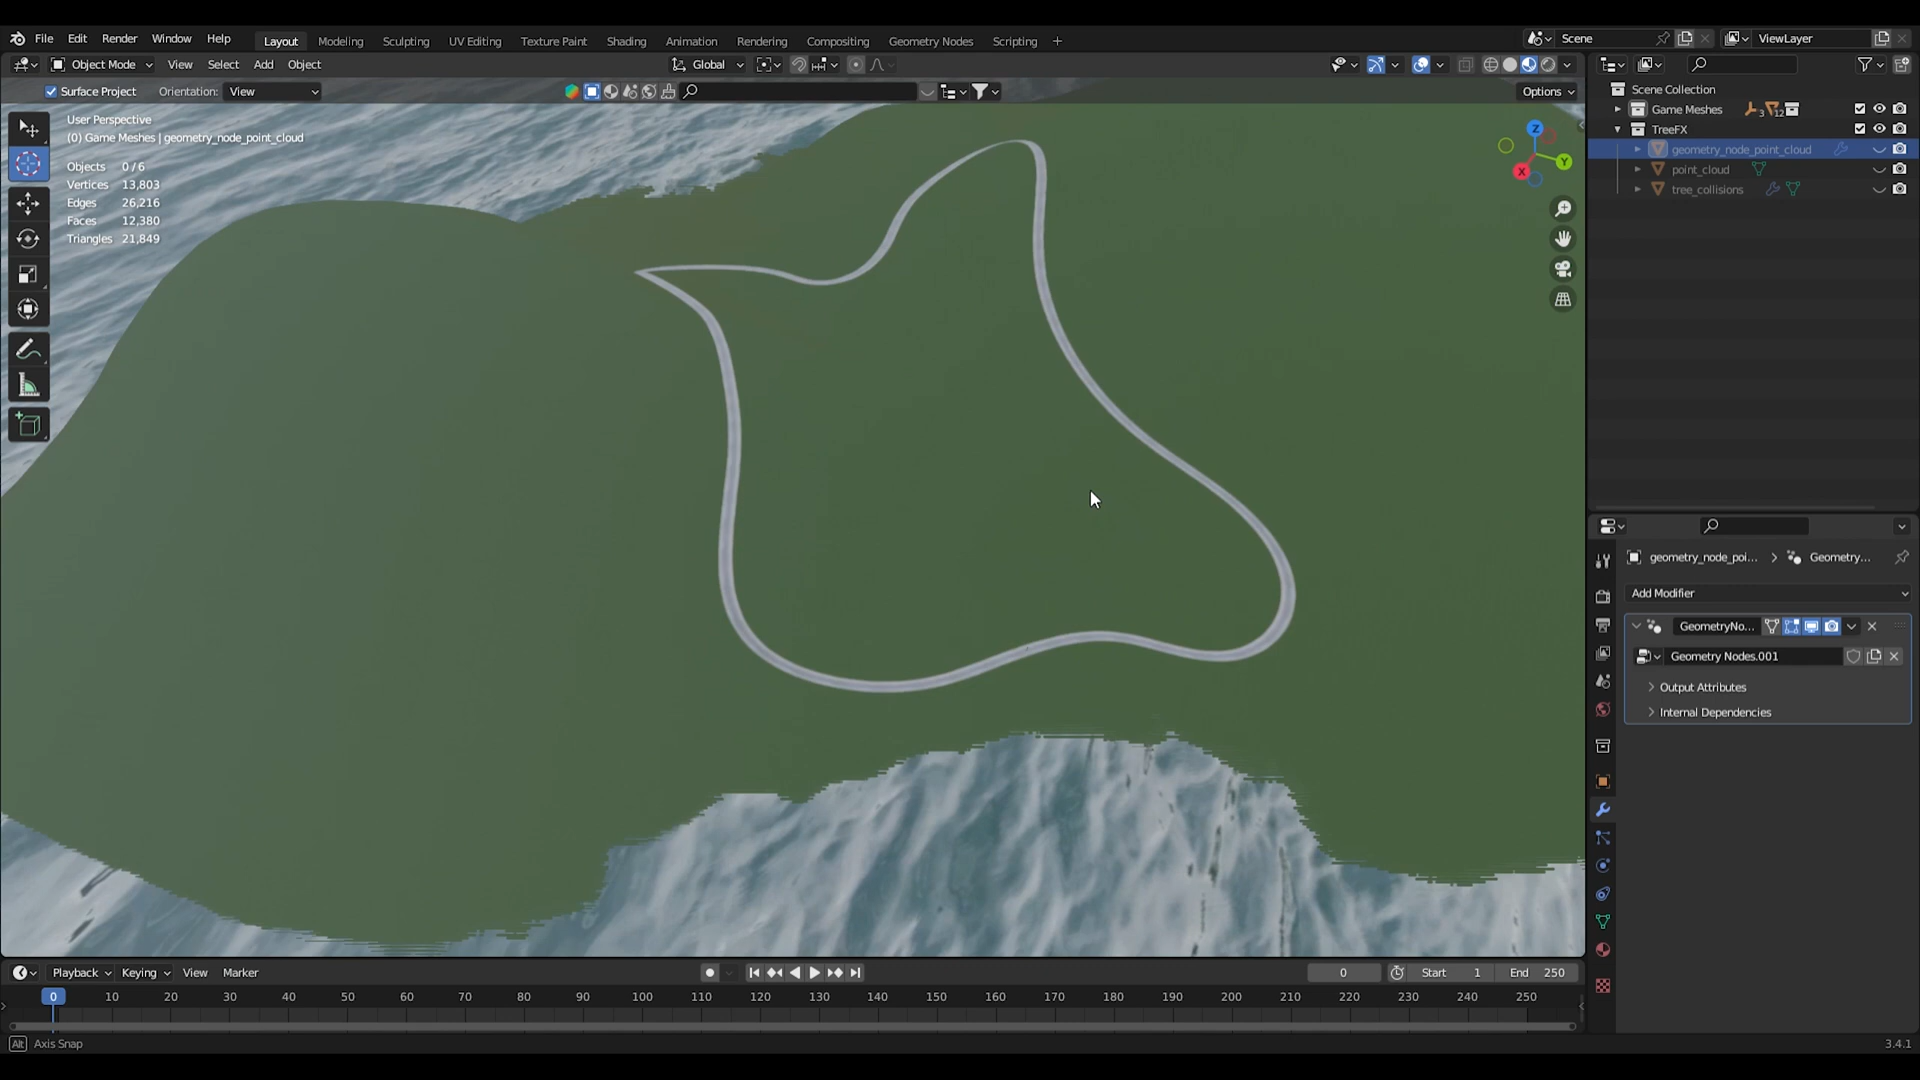 File Edit Render Window Help Layout Modeling Sculpting UV Editing Texture Paint Shading Animation Rendering Compositing Geometry Nodes Scripting + Scene ViewLayer
Object Mode View Select Add Object Global
Surface Project Orientation: View Options
User Perspective
(0) Game Meshes | geometry_node_point_cloud
Objects 0/6
Vertices 13,803
Edges 26,216
Faces 12,380
Triangles 21,849
Z
Y
X
Scene Collection
Game Meshes 3 12
TreeFX
geometry_node_point_cloud
point_cloud
tree_collisions
geometry_node_poi... > Geometry...
Add Modifier
GeometryNo...
Geometry Nodes.001
Output Attributes
Internal Dependencies
Playback Keying View Marker 0 Start 1 End 250
0 10 20 30 40 50 60 70 80 90 100 110 120 130 140 150 160 170 180 190 200 210 220 230 240 250
Alt Axis Snap 3.4.1